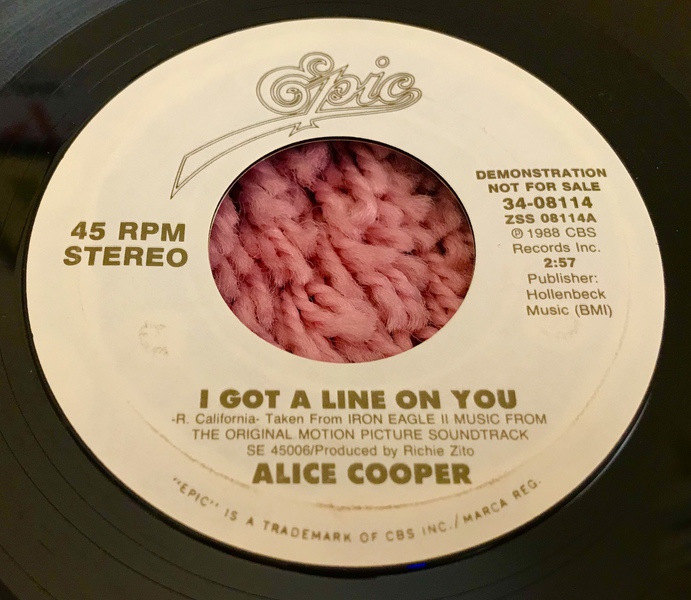 Epic
DEMONSTRATION
NOT FOR SALE
34-08114
ZSS 08114A
℗ 1988 CBS
Records Inc.
2:57
Publisher:
Hollenbeck
Music (BMI)
45 RPM
STEREO
I GOT A LINE ON YOU
-R. California- Taken From IRON EAGLE II MUSIC FROM
THE ORIGINAL MOTION PICTURE SOUNDTRACK
SE 45006/Produced by Richie Zito
ALICE COOPER
"EPIC" IS A TRADEMARK OF CBS INC./MARCA REG.